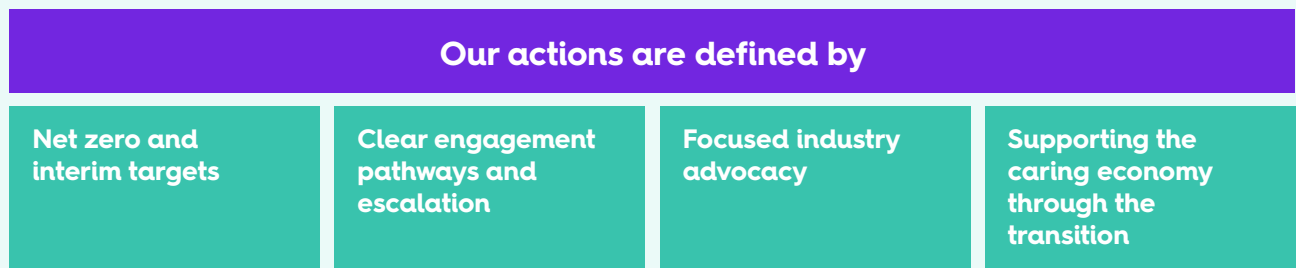 Our actions are defined by
Net zero and
interim targets
Clear engagement
pathways and
escalation
Focused industry
advocacy
Supporting the
caring economy
through the
transition